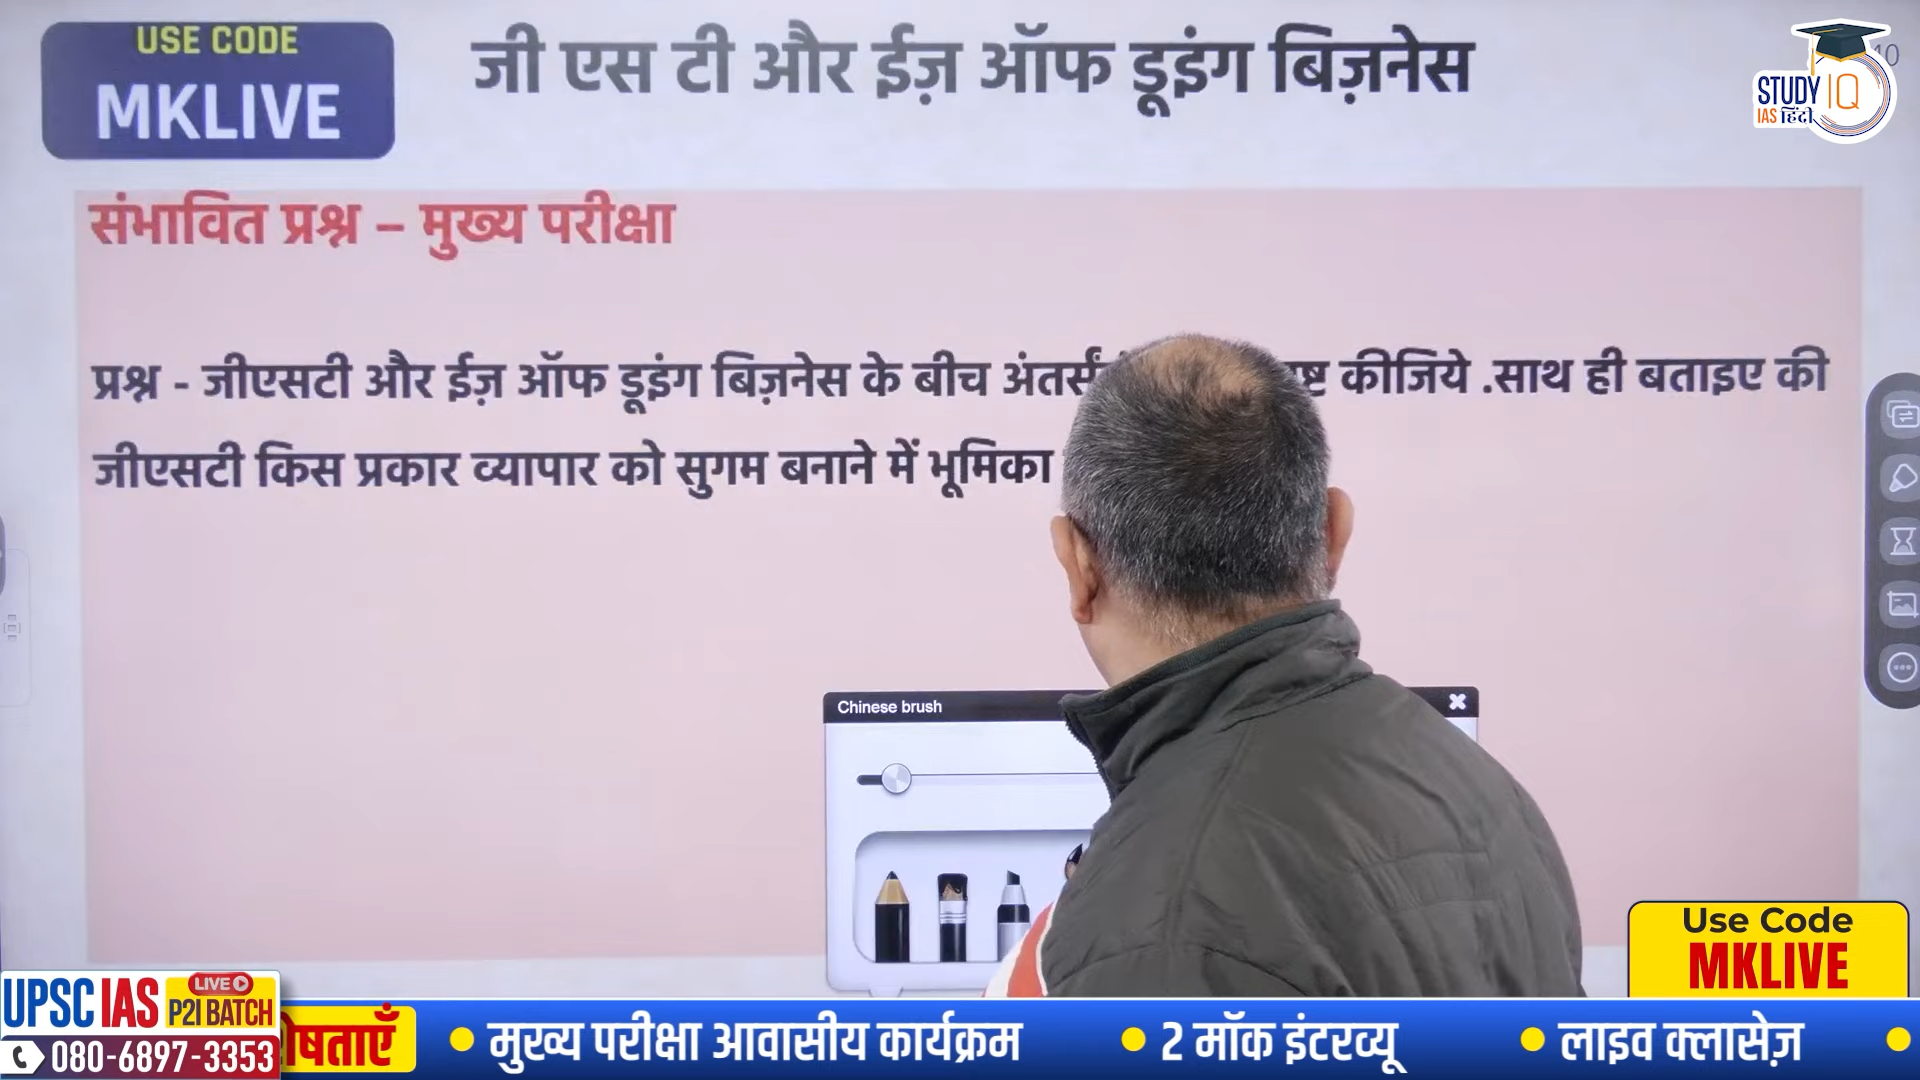 USE CODE
MKLIVE
जी एस टी और ईज़ ऑफ डूइंग बिज़नेस
40
STUDY IQ
IAS हिंदी
संभावित प्रश्न – मुख्य परीक्षा
प्रश्न - जीएसटी और ईज़ ऑफ डूइंग बिज़नेस के बीच कीजिये .साथ ही बताइए की
जीएसटी किस प्रकार व्यापार को सुगम बनाने में भूमिका
Chinese brush
Use Code
MKLIVE
UPSC IAS LIVE P2I BATCH
080-6897-3353
मुख्य परीक्षा आवासीय कार्यक्रम
2 मॉक इंटरव्यू
लाइव क्लासेज़